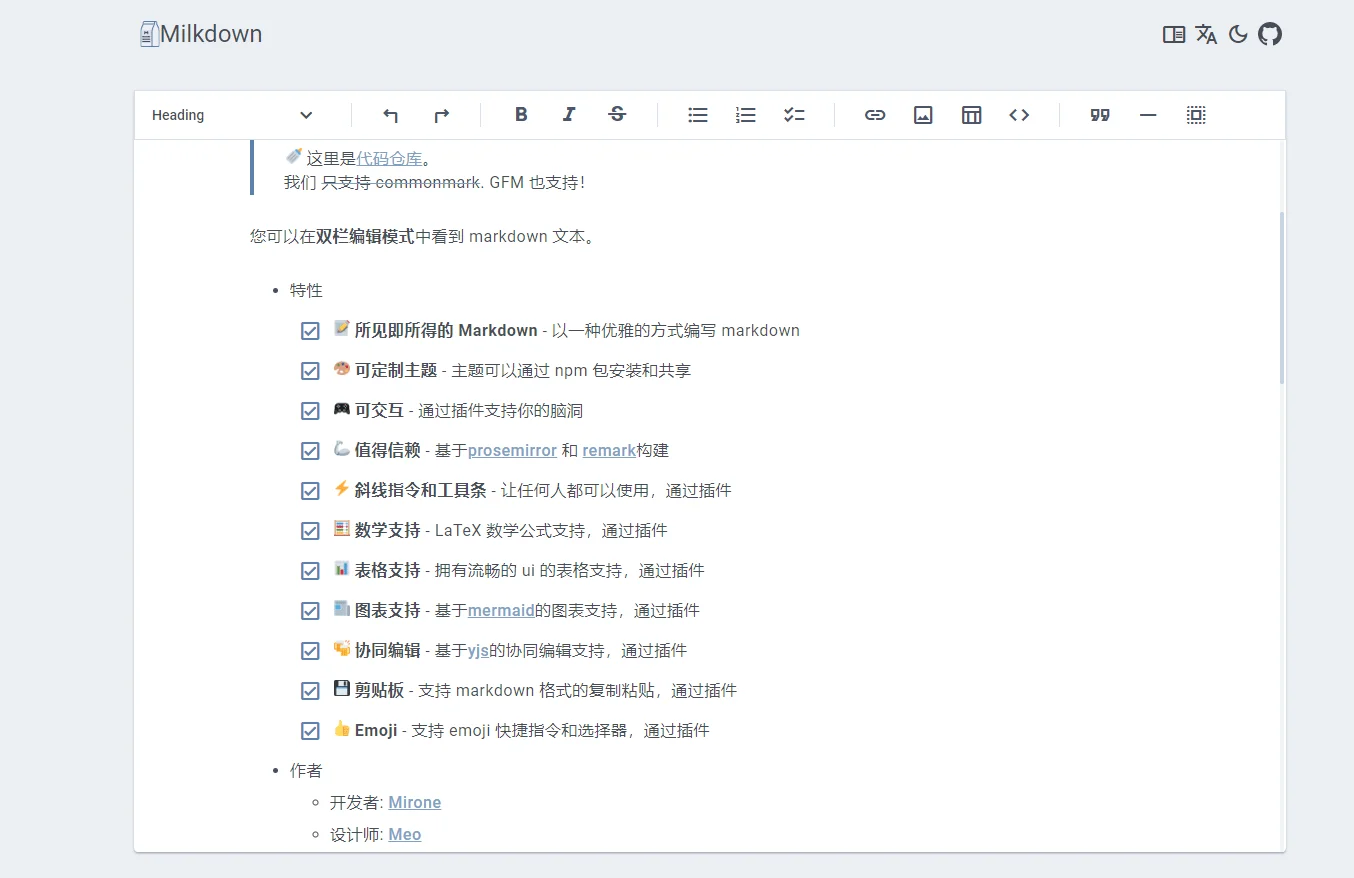 Milkdown
Heading
🍼 这里是代码仓库。
我们 只支持 commonmark. GFM 也支持！
您可以在双栏编辑模式中看到 markdown 文本。
特性
📝 所见即所得的 Markdown - 以一种优雅的方式编写 markdown
🎨 可定制主题 - 主题可以通过 npm 包安装和共享
🎮 可交互 - 通过插件支持你的脑洞
🦾 值得信赖 - 基于prosemirror 和 remark构建
⚡ 斜线指令和工具条 - 让任何人都可以使用，通过插件
🧮 数学支持 - LaTeX 数学公式支持，通过插件
📊 表格支持 - 拥有流畅的 ui 的表格支持，通过插件
📰 图表支持 - 基于mermaid的图表支持，通过插件
🍻 协同编辑 - 基于yjs的协同编辑支持，通过插件
💾 剪贴板 - 支持 markdown 格式的复制粘贴，通过插件
👍 Emoji - 支持 emoji 快捷指令和选择器，通过插件
作者
开发者: Mirone
设计师: Meo